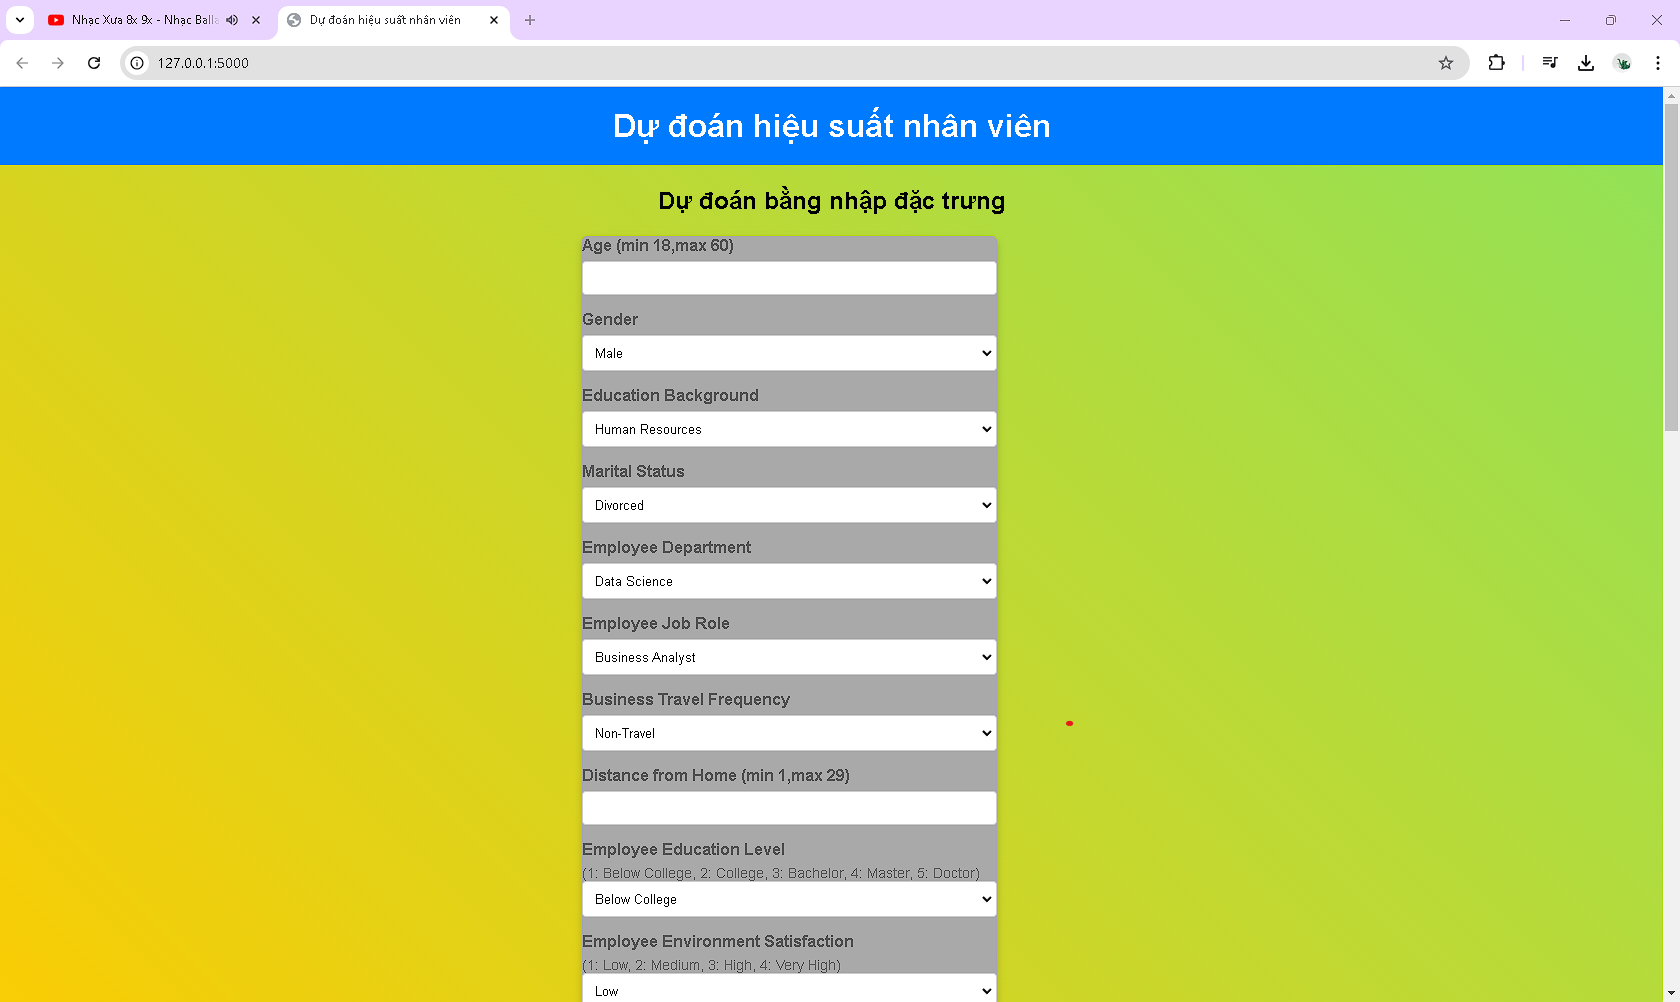 Nhạc Xưa 8x 9x - Nhạc Balla
Dự đoán hiệu suất nhân viên
127.0.0.1:5000
Dự đoán hiệu suất nhân viên
Dự đoán bằng nhập đặc trưng
Age (min 18,max 60)
Gender
Male
Education Background
Human Resources
Marital Status
Divorced
Employee Department
Data Science
Employee Job Role
Business Analyst
Business Travel Frequency
Non-Travel
Distance from Home (min 1,max 29)
Employee Education Level
(1: Below College, 2: College, 3: Bachelor, 4: Master, 5: Doctor)
Below College
Employee Environment Satisfaction
(1: Low, 2: Medium, 3: High, 4: Very High)
Low